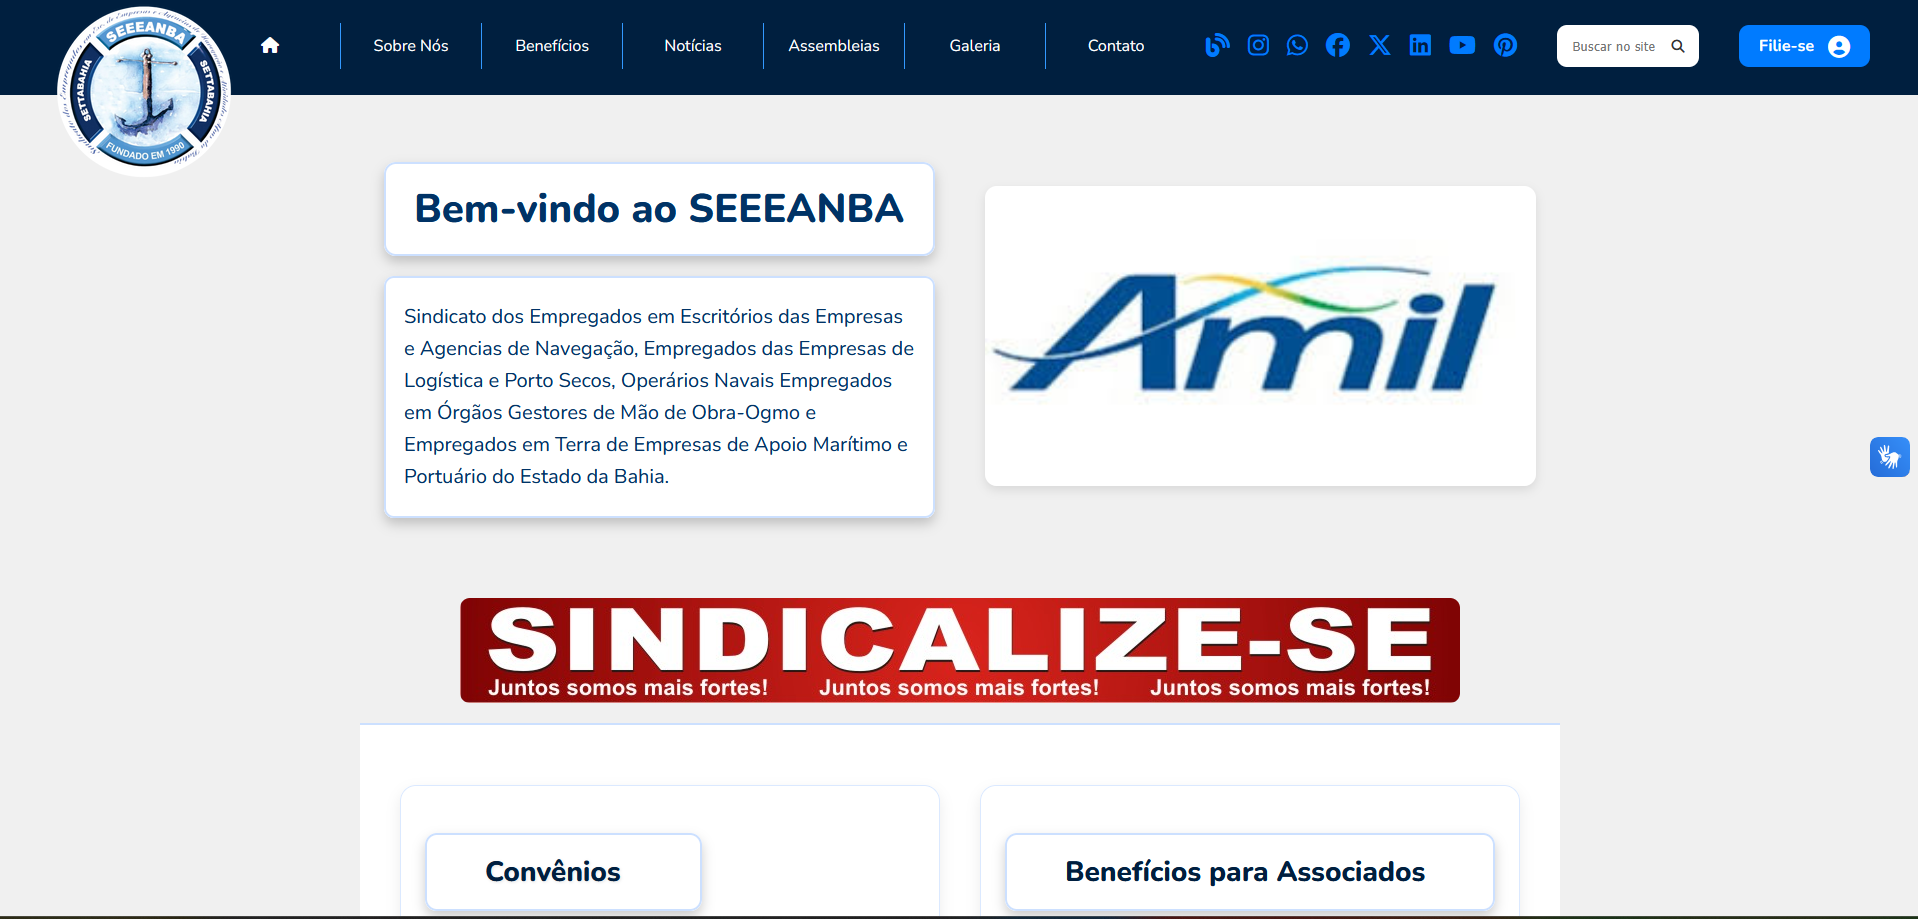 SEEEANBA
SETTABAHIA
SETTABAHIA
FUNDADO EM 1990
Sobre Nós
Benefícios
Notícias
Assembleias
Galeria
Contato
Buscar no site
Filie-se
Bem-vindo ao SEEEANBA
Sindicato dos Empregados em Escritórios das Empresas
e Agencias de Navegação, Empregados das Empresas de
Logística e Porto Secos, Operários Navais Empregados
em Órgãos Gestores de Mão de Obra-Ogmo e
Empregados em Terra de Empresas de Apoio Marítimo e
Portuário do Estado da Bahia.
Amil
SINDICALIZE-SE
Juntos somos mais fortes! Juntos somos mais fortes! Juntos somos mais fortes!
Convênios
Benefícios para Associados